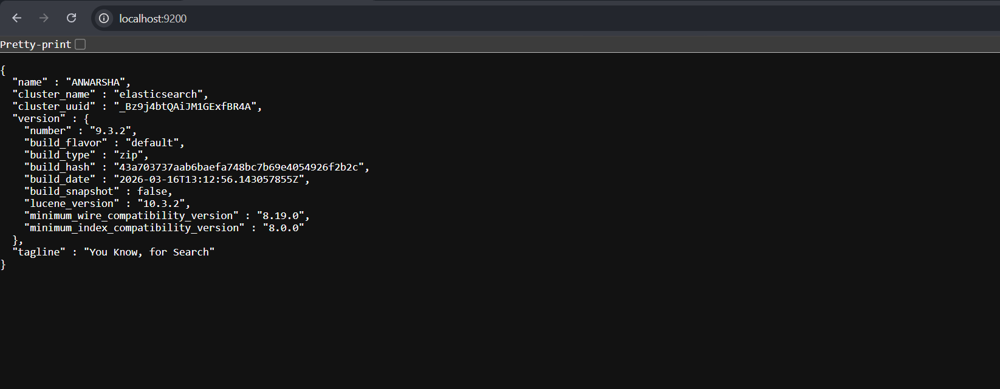 localhost:9200
Pretty-print
{
  "name" : "ANWARSHA",
  "cluster_name" : "elasticsearch",
  "cluster_uuid" : "_Bz9j4btQAiJM1GExfBR4A",
  "version" : {
    "number" : "9.3.2",
    "build_flavor" : "default",
    "build_type" : "zip",
    "build_hash" : "43a703737aab6baefa748bc7b69e4054926f2b2c",
    "build_date" : "2026-03-16T13:12:56.143057855Z",
    "build_snapshot" : false,
    "lucene_version" : "10.3.2",
    "minimum_wire_compatibility_version" : "8.19.0",
    "minimum_index_compatibility_version" : "8.0.0"
  },
  "tagline" : "You Know, for Search"
}